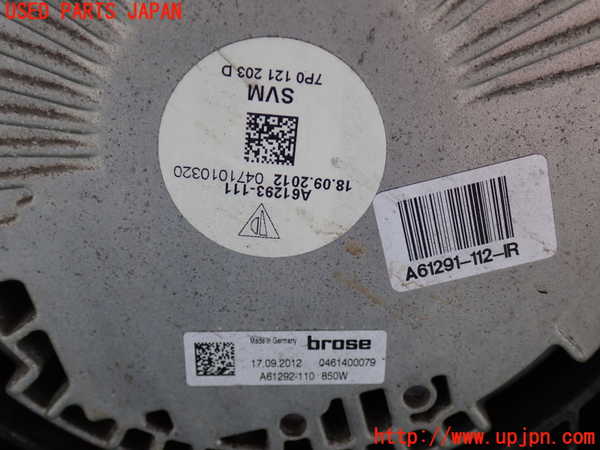 USED PARTS JAPAN
7P0 121 203 D
SVM
18.09.2012 0471010320
A61293-111
A61291-112-IR
Made in Germany
brose
17.09.2012 0461400079
A61292-110 850W
http://www.upjpn.com/